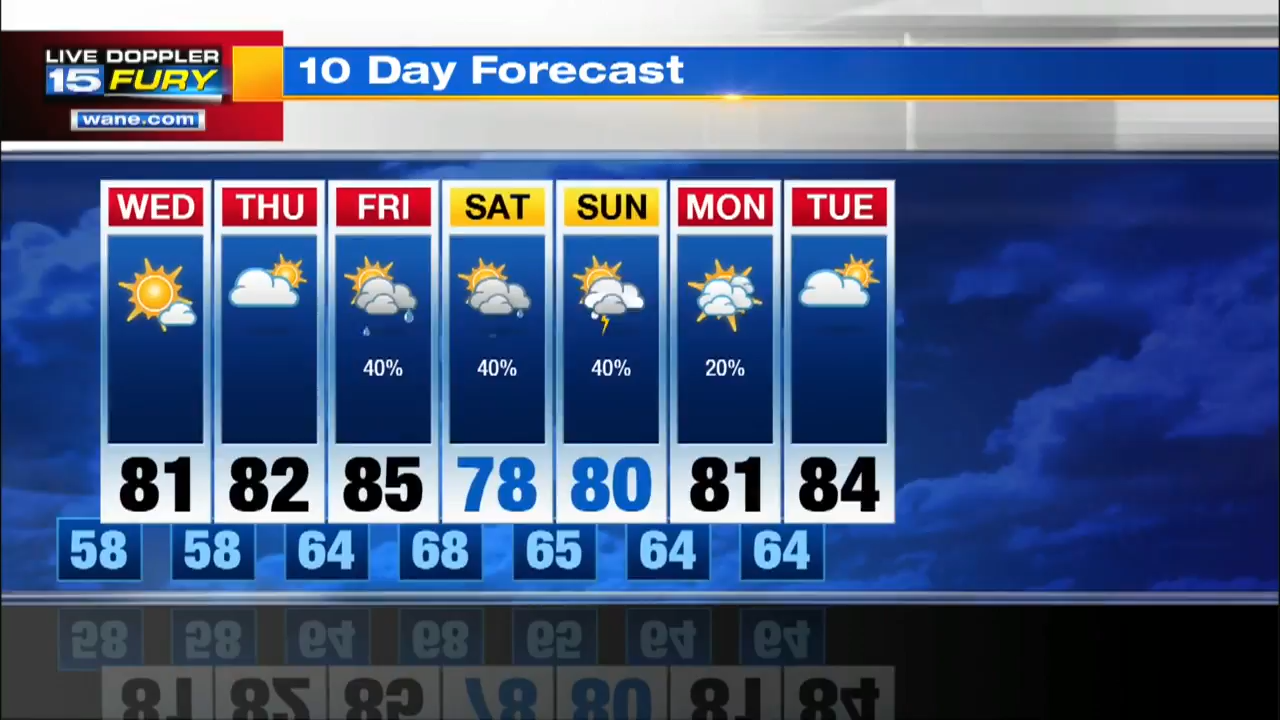 LIVE DOPPLER
15 FURY
wane.com
10 Day Forecast
WED THU FRI SAT SUN MON TUE
40% 40% 40% 20%
81 82 85 78 80 81 84
58 58 64 68 65 64 64